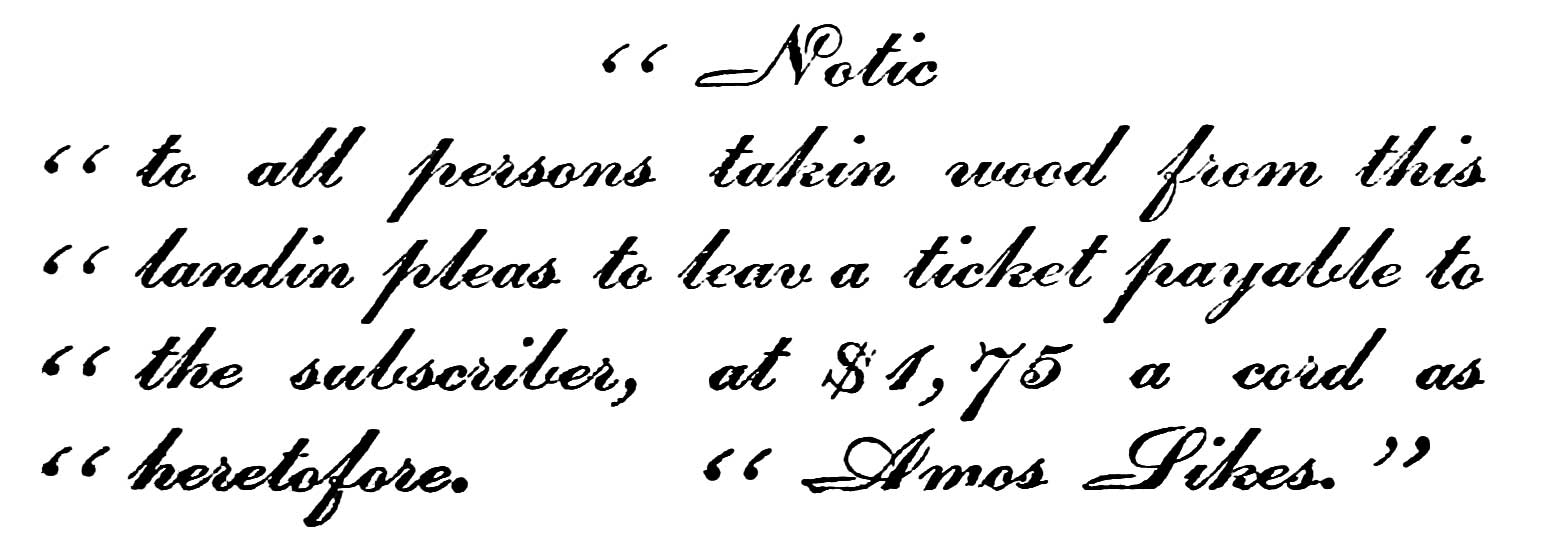 “ Notic
“ to all persons takin wood from this
“ landin pleas to leav a ticket payable to
“ the subscriber, at $1,75 a cord as
“ heretofore. “ Amos Sikes.”